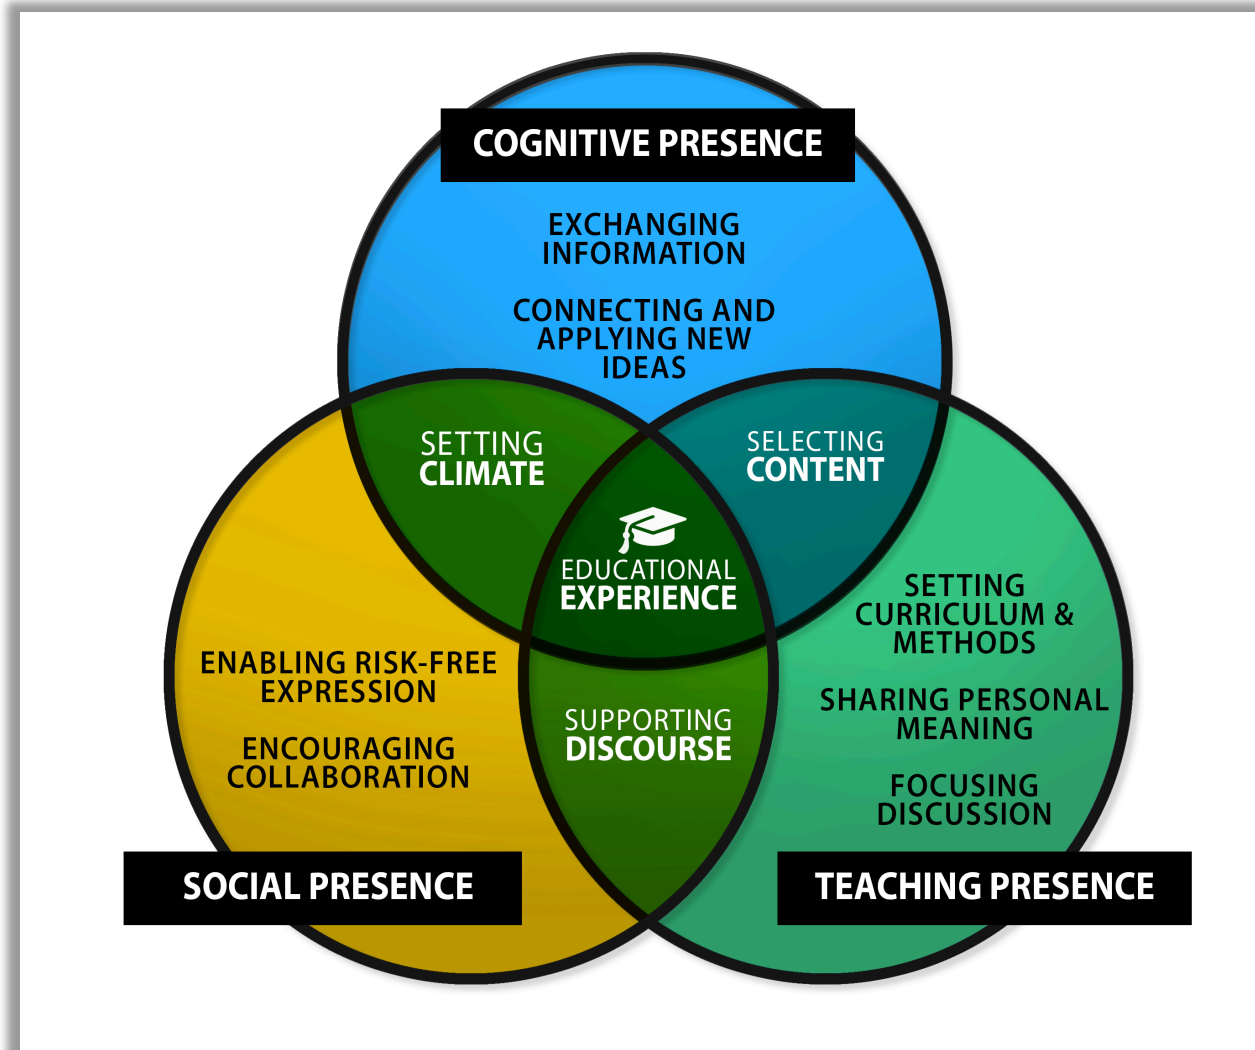 COGNITIVE PRESENCE
EXCHANGING
INFORMATION
CONNECTING AND
APPLYING NEW
IDEAS
SETTING
CLIMATE
SELECTING
CONTENT
EDUCATIONAL
EXPERIENCE
SETTING
CURRICULUM &
METHODS
ENABLING RISK-FREE
EXPRESSION
SHARING PERSONAL
MEANING
SUPPORTING
DISCOURSE
ENCOURAGING
COLLABORATION
FOCUSING
DISCUSSION
SOCIAL PRESENCE
TEACHING PRESENCE